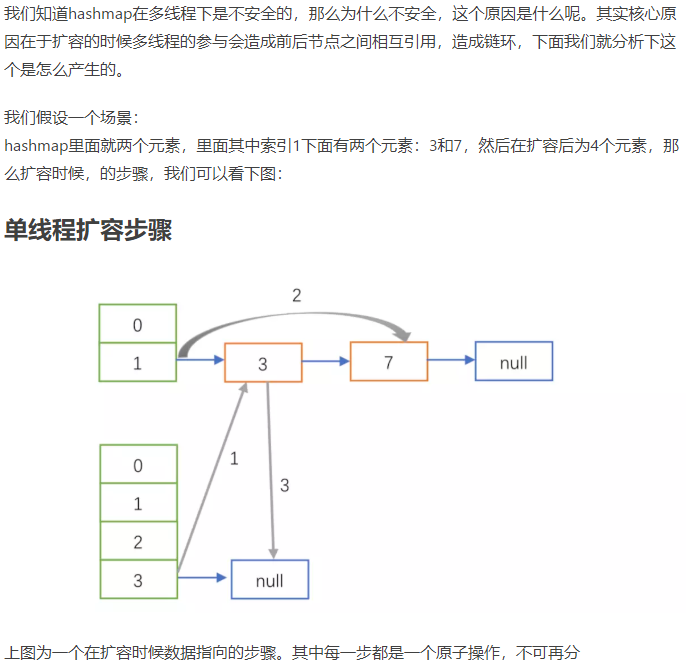 我们知道hashmap在多线程下是不安全的，那么为什么不安全，这个原因是什么呢。其实核心原
因在于扩容的时候多线程的参与会造成前后节点之间相互引用，造成链环，下面我们就分析下这
个是怎么产生的。
我们假设一个场景：
hashmap里面就两个元素，里面其中索引1下面有两个元素：3和7，然后在扩容后为4个元素，那
么扩容时候，的步骤，我们可以看下图：
单线程扩容步骤
2
0
1
3
7
null
0
1
2
3
1
3
null
上图为一个在扩容时候数据指向的步骤。其中每一步都是一个原子操作，不可再分